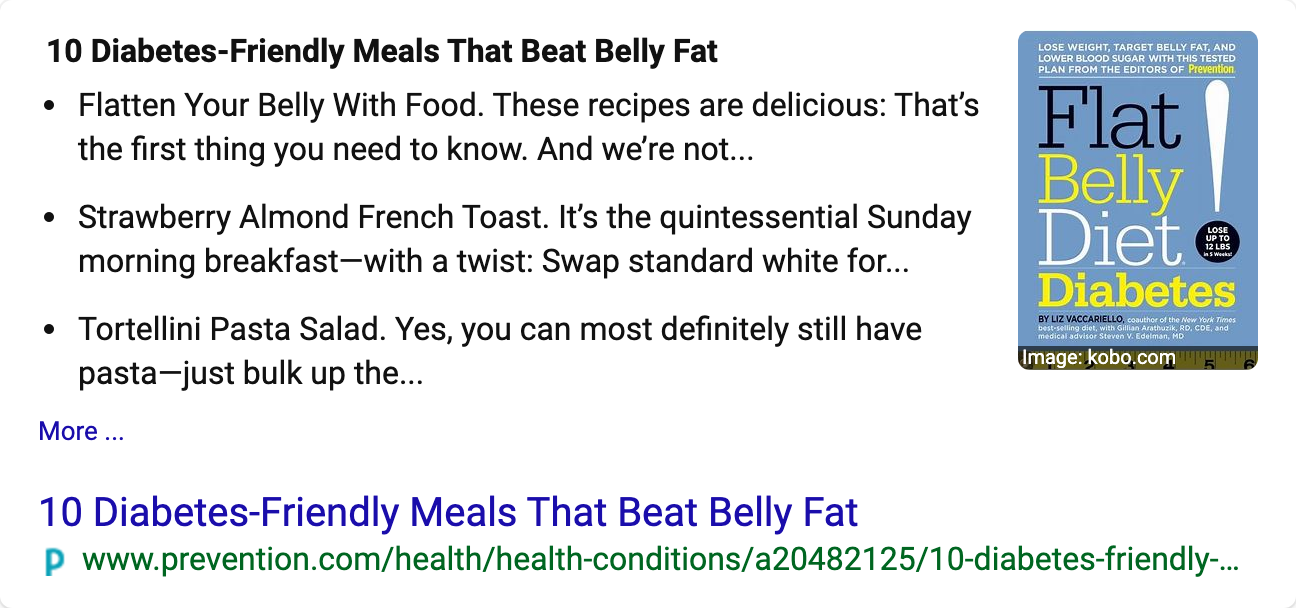 10 Diabetes-Friendly Meals That Beat Belly Fat
• Flatten Your Belly With Food. These recipes are delicious: That’s
the first thing you need to know. And we’re not...
• Strawberry Almond French Toast. It’s the quintessential Sunday
morning breakfast—with a twist: Swap standard white for...
• Tortellini Pasta Salad. Yes, you can most definitely still have
pasta—just bulk up the...
More ...
LOSE WEIGHT, TARGET BELLY FAT, AND
LOWER BLOOD SUGAR WITH THIS TESTED
PLAN FROM THE EDITORS OF Prevention.
Flat
Belly
Diet!
LOSE
UP TO
12 LBS
in 5 Weeks!
Diabetes
BY LIZ VACCARIELLO, coauthor of the New York Times
best-selling diet, with Gillian Arathuzik, RD, CDE, and
medical advisor Steven V. Edelman, MD
Image: kobo.com
10 Diabetes-Friendly Meals That Beat Belly Fat
p www.prevention.com/health/health-conditions/a20482125/10-diabetes-friendly-...